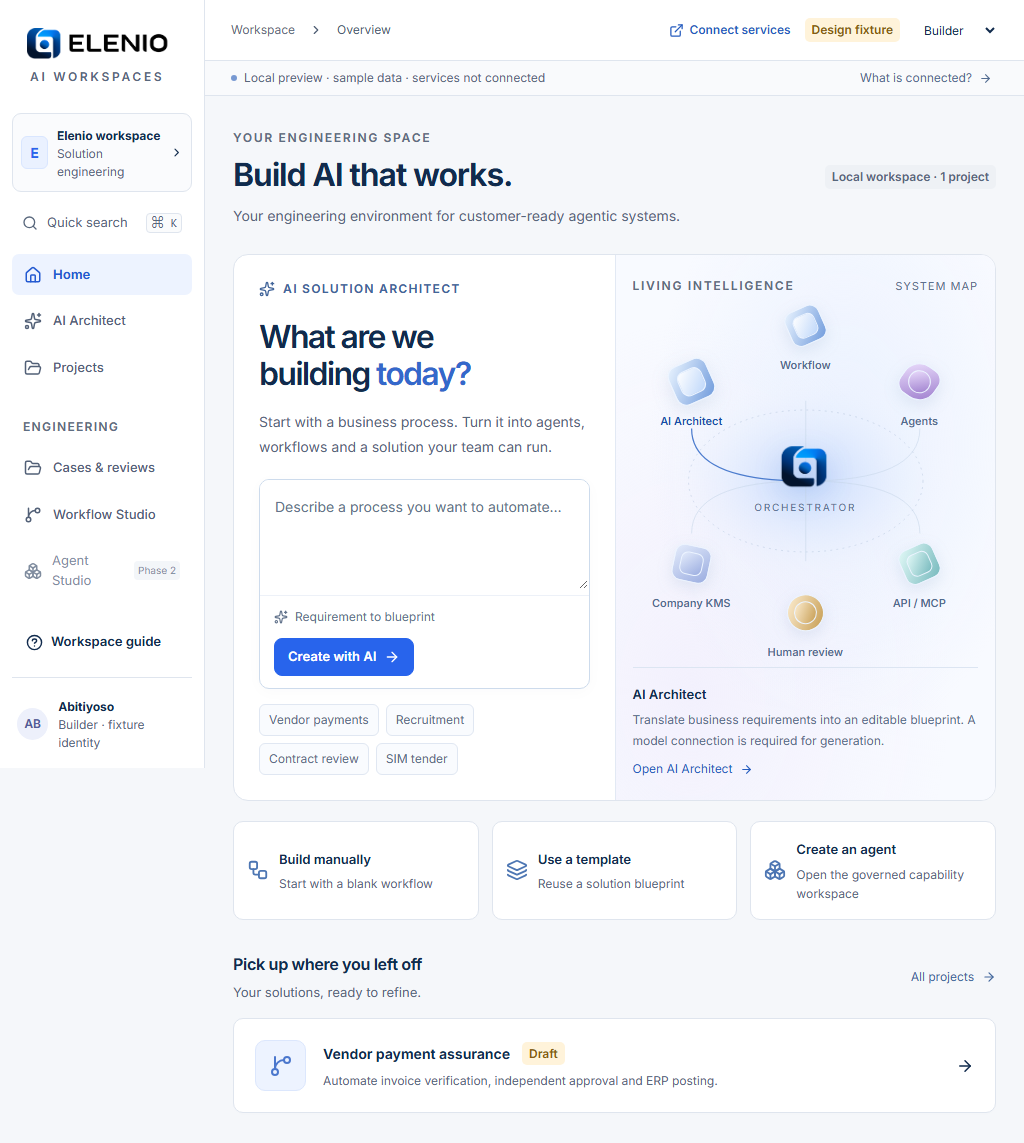 ELENIO
AI WORKSPACES
E
Elenio workspace
Solution
engineering
Quick search
⌘ K
Home
AI Architect
Projects
ENGINEERING
Cases & reviews
Workflow Studio
Agent
Studio
Phase 2
Workspace guide
AB
Abitiyoso
Builder · fixture
identity
Workspace
Overview
Connect services
Design fixture
Builder
Local preview · sample data · services not connected
What is connected?
YOUR ENGINEERING SPACE
Build AI that works.
Local workspace · 1 project
Your engineering environment for customer-ready agentic systems.
AI SOLUTION ARCHITECT
What are we
building today?
Start with a business process. Turn it into agents,
workflows and a solution your team can run.
Describe a process you want to automate...
Requirement to blueprint
Create with AI
Vendor payments
Recruitment
Contract review
SIM tender
LIVING INTELLIGENCE
SYSTEM MAP
Workflow
AI Architect
Agents
ORCHESTRATOR
Company KMS
API / MCP
Human review
AI Architect
Translate business requirements into an editable blueprint. A
model connection is required for generation.
Open AI Architect
Build manually
Start with a blank workflow
Use a template
Reuse a solution blueprint
Create an agent
Open the governed capability
workspace
Pick up where you left off
Your solutions, ready to refine.
All projects
Vendor payment assurance
Draft
Automate invoice verification, independent approval and ERP posting.